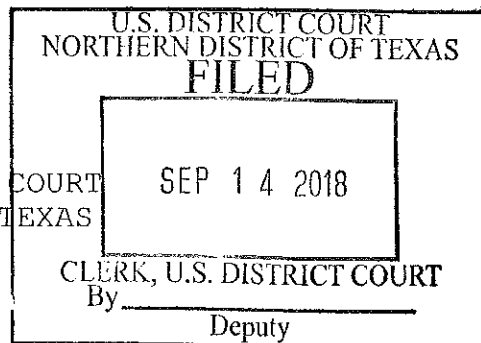 U.S. DISTRICT COURT
NORTHERN DISTRICT OF TEXAS
FILED
COURT
TEXAS
SEP 14 2018
CLERK, U.S. DISTRICT COURT
By
Deputy